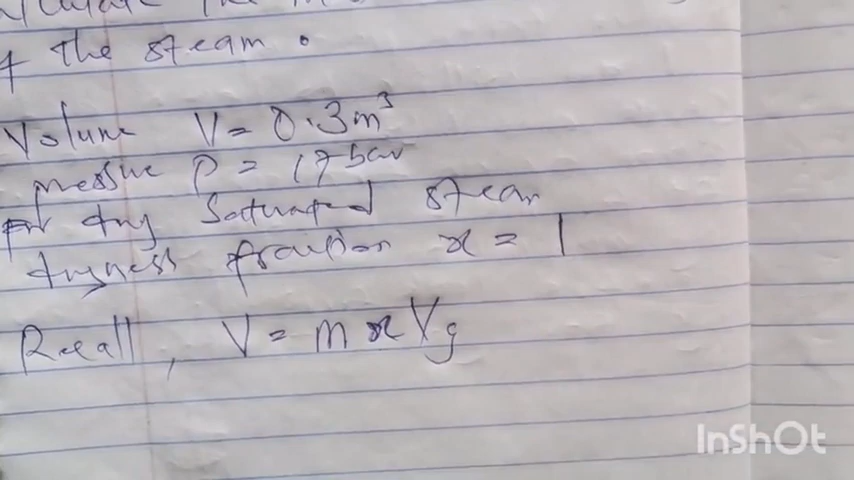 the
of the steam.
Volume V = 0.3m³
pressure P = 17 bar
for dry Saturated steam
dryness fraction x = 1
Recall, V = m x Vg
InShOt